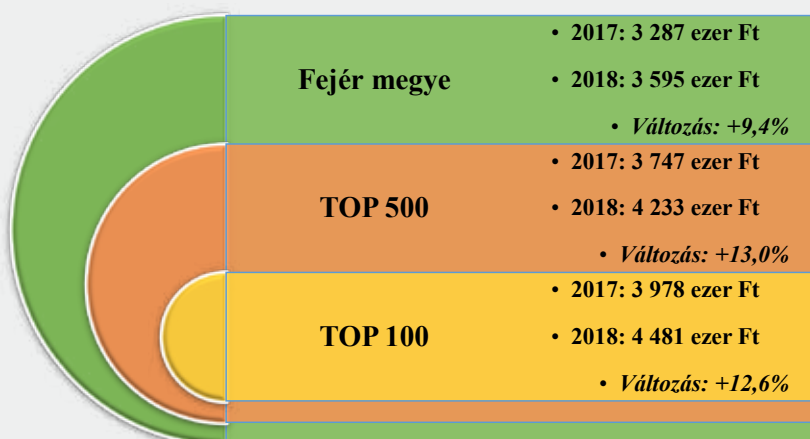 Fejér megye
• 2017: 3 287 ezer Ft
• 2018: 3 595 ezer Ft
• Változás: +9,4%
TOP 500
• 2017: 3 747 ezer Ft
• 2018: 4 233 ezer Ft
• Változás: +13,0%
TOP 100
• 2017: 3 978 ezer Ft
• 2018: 4 481 ezer Ft
• Változás: +12,6%